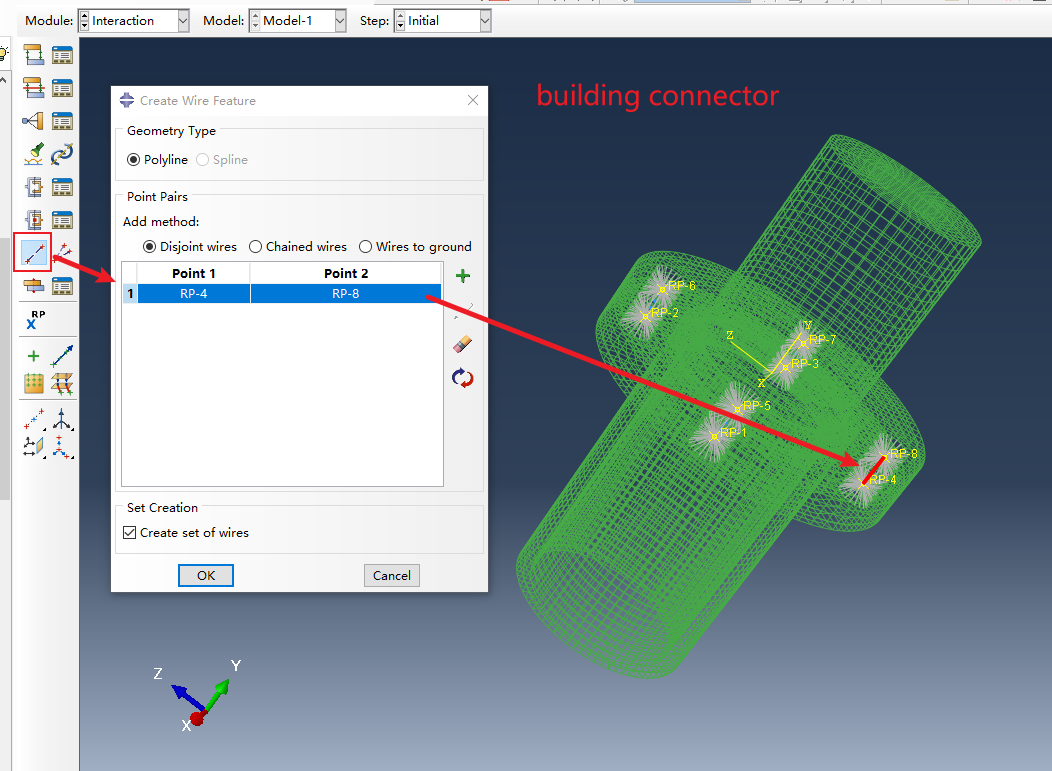 Module: Interaction Model: Model-1 Step: Initial
building connector
Create Wire Feature
Geometry Type
Polyline Spline
Point Pairs
Add method:
Disjoint wires Chained wires Wires to ground
Point 1 Point 2
1 RP-4 RP-8
Set Creation
Create set of wires
OK Cancel
RP
X
RP-6
RP-2
Y
Z
RP-7
RP-3
X
RP-5
RP-1
RP-8
RP-4
Y
Z
X